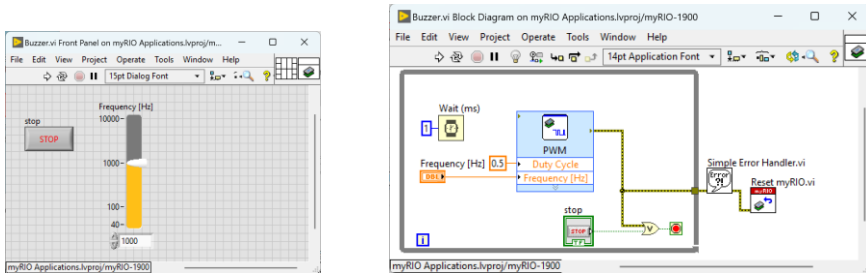 Buzzer.vi Front Panel on myRIO Applications.lvproj/m...
File Edit View Project Operate Tools Window Help
15pt Dialog Font
stop
STOP
Frequency [Hz]
10000
1000
100
40
1000
myRIO Applications.lvproj/myRIO-1900
Buzzer.vi Block Diagram on myRIO Applications.lvproj/myRIO-1900
File Edit View Project Operate Tools Window Help
14pt Application Font
Wait (ms)
1
PWM
Frequency [Hz] 0.5 Duty Cycle
DBL Frequency [Hz]
Simple Error Handler.vi
Error
?!
Reset myRIO.vi
myRIO
stop
STOP
TF
V
i
myRIO Applications.lvproj/myRIO-1900